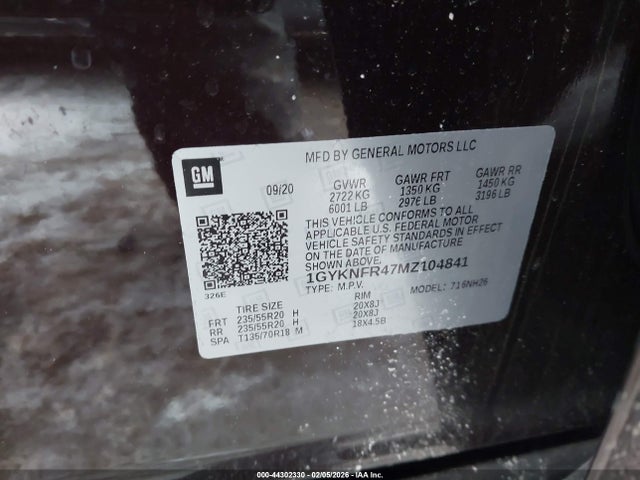 MFD BY GENERAL MOTORS LLC
GM
09/20
GVWR GAWR FRT GAWR RR
2722 KG 1350 KG 1450 KG
6001 LB 2976 LB 3196 LB
THIS VEHICLE CONFORMS TO ALL
APPLICABLE U.S. FEDERAL MOTOR
VEHICLE SAFETY STANDARDS IN EFFECT
ON THE DATE OF MANUFACTURE
SHOWN ABOVE.
1GYKNFR47MZ104841
TYPE: M.P.V. MODEL: 716NH26
326E
TIRE SIZE RIM
FRT 235/55R20 H 20X8J
RR 235/55R20 H 20X8J
SPA T135/70R18 M 18X4.5B
000-44302330 - 02/05/2026 - IAA Inc.